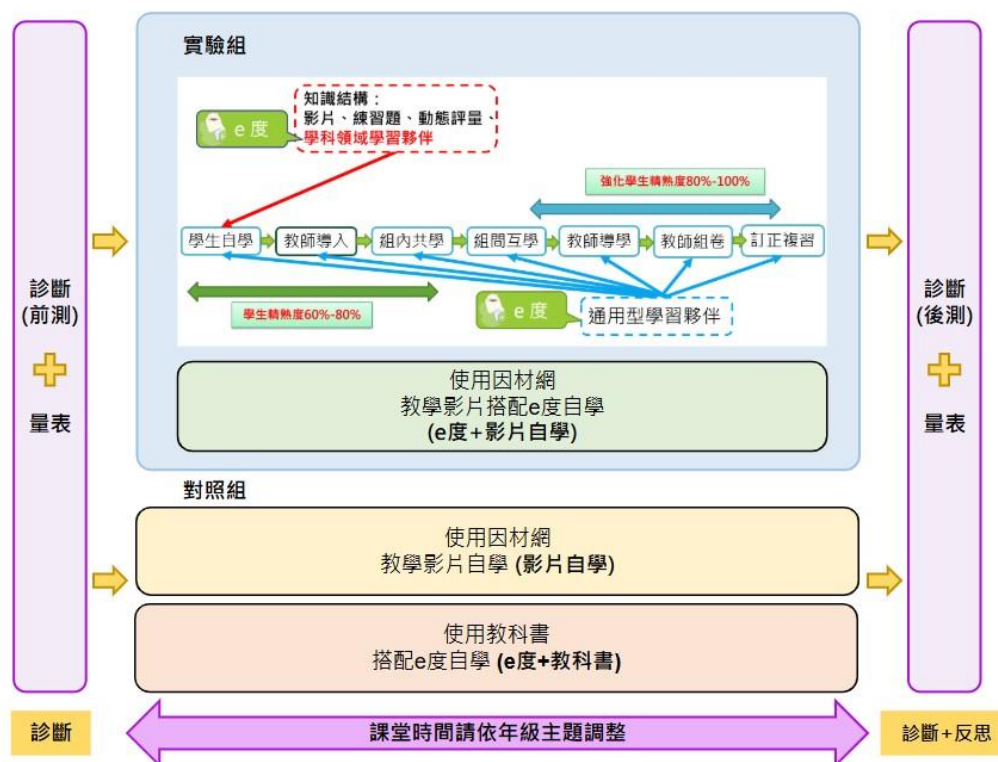 實驗組
知識結構：
影片、練習題、動態評量、
學科領域學習夥伴
e度
強化學生精熟度80%-100%
學生自學
教師導入
組內共學
組間互學
教師導學
教師組卷
訂正複習
學生精熟度60%-80%
e度
通用型學習夥伴
使用因材網
教學影片搭配e度自學
(e度+影片自學)
診斷
(前測)
量表
診斷
(後測)
量表
對照組
使用因材網
教學影片自學 (影片自學)
使用教科書
搭配e度自學 (e度+教科書)
診斷
課堂時間請依年級主題調整
診斷+反思